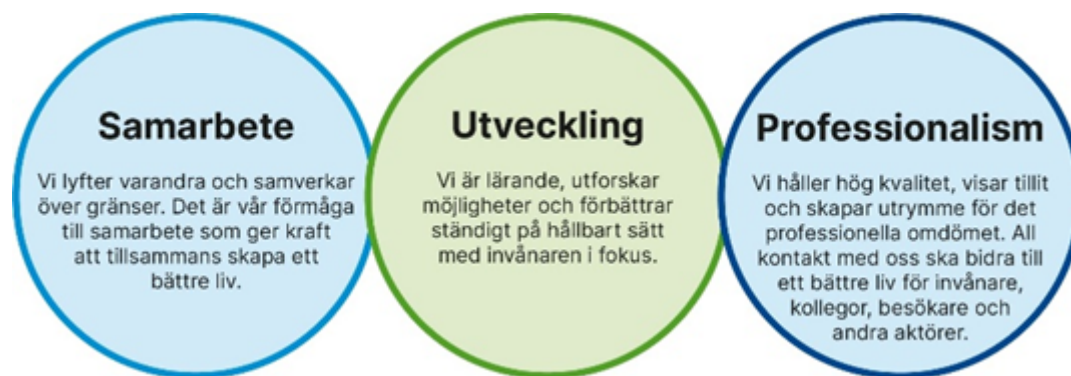 Samarbete
Vi lyfter varandra och samverkar
över gränser. Det är vår förmåga
till samarbete som ger kraft
att tillsammans skapa ett
bättre liv.
Utveckling
Vi är lärande, utforskar
möjligheter och förbättrar
ständigt på hållbart sätt
med invånaren i fokus.
Professionalism
Vi håller hög kvalitet, visar tillit
och skapar utrymme för det
professionella omdömet. All
kontakt med oss ska bidra till
ett bättre liv för invånare,
kollegor, besökare och
andra aktörer.